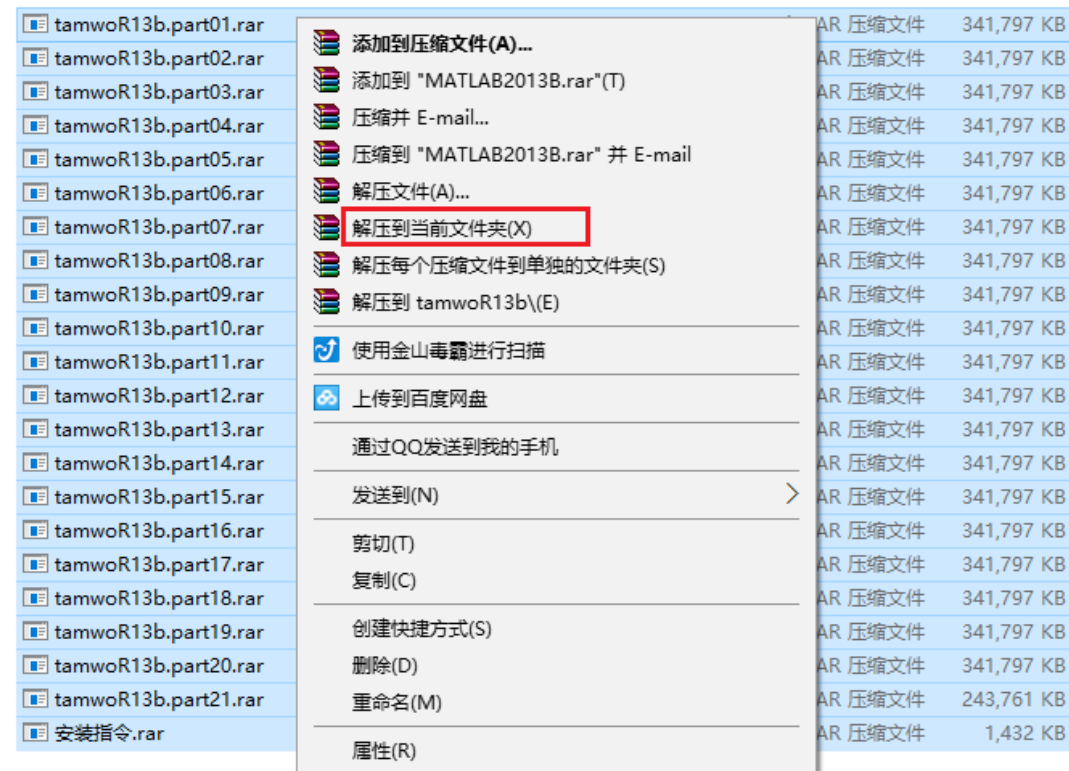 tamwoR13b.part01.rar AR 压缩文件 341,797 KB
tamwoR13b.part02.rar AR 压缩文件 341,797 KB
tamwoR13b.part03.rar AR 压缩文件 341,797 KB
tamwoR13b.part04.rar AR 压缩文件 341,797 KB
tamwoR13b.part05.rar AR 压缩文件 341,797 KB
tamwoR13b.part06.rar AR 压缩文件 341,797 KB
tamwoR13b.part07.rar AR 压缩文件 341,797 KB
tamwoR13b.part08.rar AR 压缩文件 341,797 KB
tamwoR13b.part09.rar AR 压缩文件 341,797 KB
tamwoR13b.part10.rar AR 压缩文件 341,797 KB
tamwoR13b.part11.rar AR 压缩文件 341,797 KB
tamwoR13b.part12.rar AR 压缩文件 341,797 KB
tamwoR13b.part13.rar AR 压缩文件 341,797 KB
tamwoR13b.part14.rar AR 压缩文件 341,797 KB
tamwoR13b.part15.rar AR 压缩文件 341,797 KB
tamwoR13b.part16.rar AR 压缩文件 341,797 KB
tamwoR13b.part17.rar AR 压缩文件 341,797 KB
tamwoR13b.part18.rar AR 压缩文件 341,797 KB
tamwoR13b.part19.rar AR 压缩文件 341,797 KB
tamwoR13b.part20.rar AR 压缩文件 341,797 KB
tamwoR13b.part21.rar AR 压缩文件 243,761 KB
安装指令.rar AR 压缩文件 1,432 KB
添加到压缩文件(A)...
添加到 "MATLAB2013B.rar"(T)
压缩并 E-mail...
压缩到 "MATLAB2013B.rar" 并 E-mail
解压文件(A)...
解压到当前文件夹(X)
解压每个压缩文件到单独的文件夹(S)
解压到 tamwoR13b\(E)
使用金山毒霸进行扫描
上传到百度网盘
通过QQ发送到我的手机
发送到(N)
剪切(T)
复制(C)
创建快捷方式(S)
删除(D)
重命名(M)
属性(R)